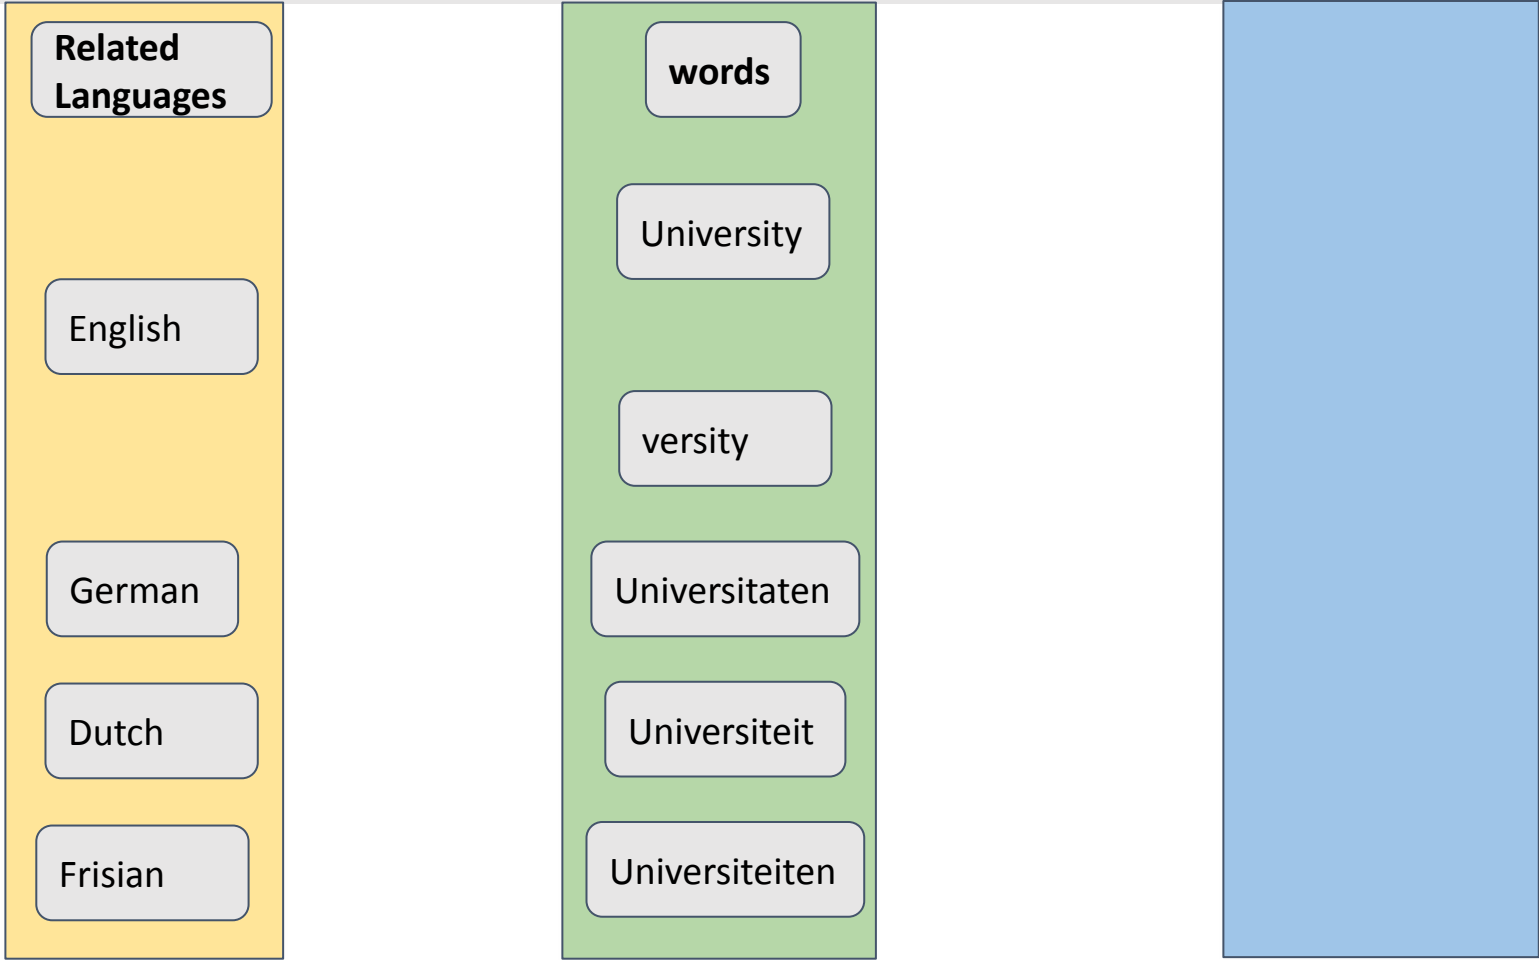 Related
Languages
words
University
English
versity
German
Universitaten
Dutch
Universiteit
Frisian
Universiteiten